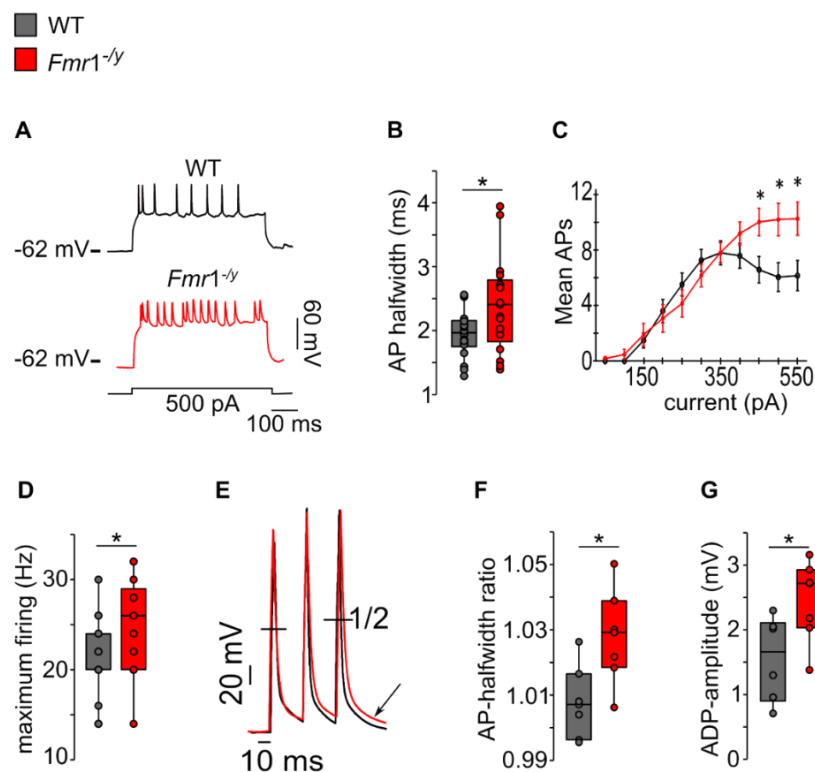 WT
Fmr1-/y
A
WT
-62 mV
Fmr1-/y
-62 mV
60 mV
500 pA
100 ms
B
*
AP halfwidth (ms)
4
3
2
1
C
* * *
Mean APs
12
8
4
0
150 350 550
current (pA)
D
*
maximum firing (Hz)
30
20
10
E
1/2
20 mV
10 ms
F
*
AP-halfwidth ratio
1.05
1.03
1.01
0.99
G
*
ADP-amplitude (mV)
3
2
1
0